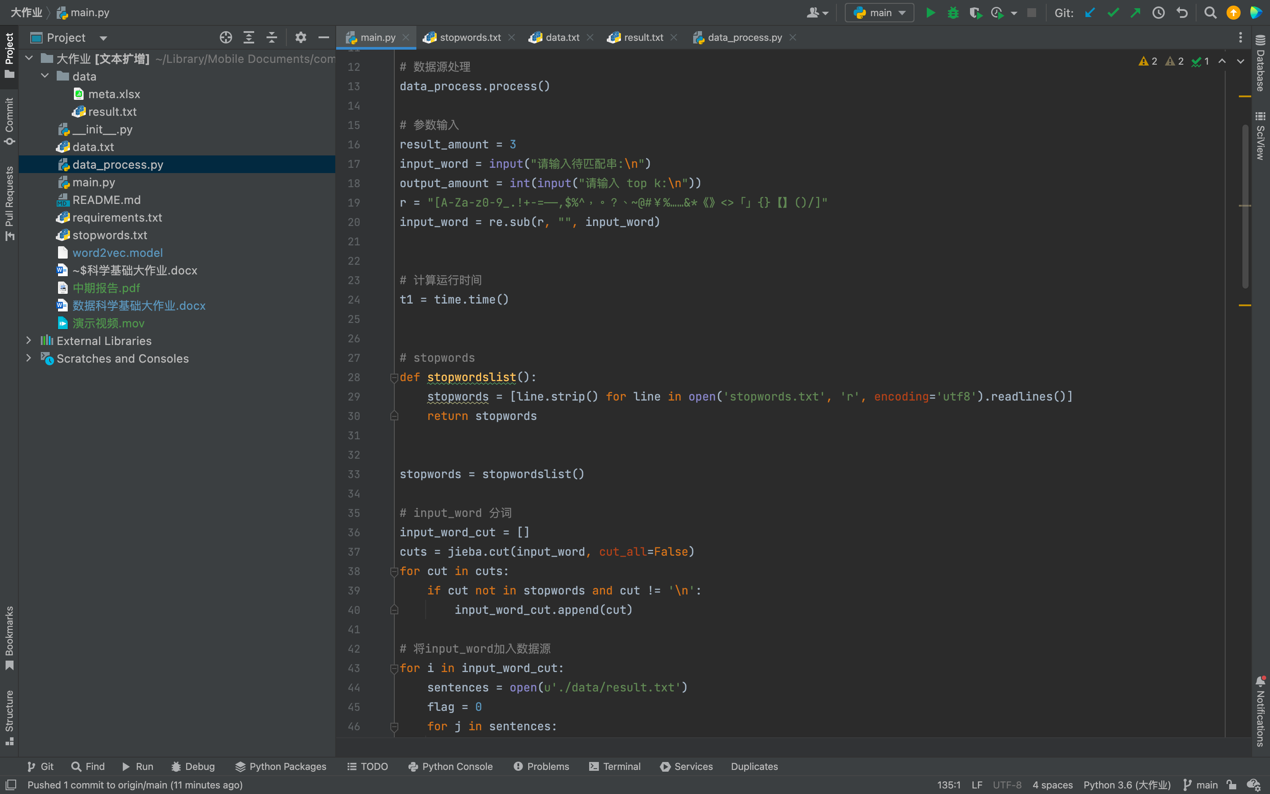 大作业 main.py
main
Git:
Project
main.py
stopwords.txt
data.txt
result.txt
data_process.py
Project
Commit
Pull Requests
Bookmarks
Structure
大作业 [文本扩增] ~/Library/Mobile Documents/com
data
meta.xlsx
result.txt
__init__.py
data.txt
data_process.py
main.py
README.md
requirements.txt
stopwords.txt
word2vec.model
~$科学基础大作业.docx
中期报告.pdf
数据科学基础大作业.docx
演示视频.mov
External Libraries
Scratches and Consoles
2 2 1
12 # 数据源处理
13 data_process.process()
14
15 # 参数输入
16 result_amount = 3
17 input_word = input("请输入待匹配串:\n")
18 output_amount = int(input("请输入 top k:\n"))
19 r = "[A-Za-z0-9_.!+-=——,$%^，。？、~@#￥%……&*《》<>「」{}【】()/]"
20 input_word = re.sub(r, "", input_word)
21
22
23 # 计算运行时间
24 t1 = time.time()
25
26
27 # stopwords
28 def stopwordslist():
29 stopwords = [line.strip() for line in open('stopwords.txt', 'r', encoding='utf8').readlines()]
30 return stopwords
31
32
33 stopwords = stopwordslist()
34
35 # input_word 分词
36 input_word_cut = []
37 cuts = jieba.cut(input_word, cut_all=False)
38 for cut in cuts:
39 if cut not in stopwords and cut != '\n':
40 input_word_cut.append(cut)
41
42 # 将input_word加入数据源
43 for i in input_word_cut:
44 sentences = open(u'./data/result.txt')
45 flag = 0
46 for j in sentences:
Database
SciView
Notifications
Git Find Run Debug Python Packages TODO Python Console Problems Terminal Services Duplicates
Pushed 1 commit to origin/main (11 minutes ago)
135:1 LF UTF-8 4 spaces Python 3.6 (大作业) main